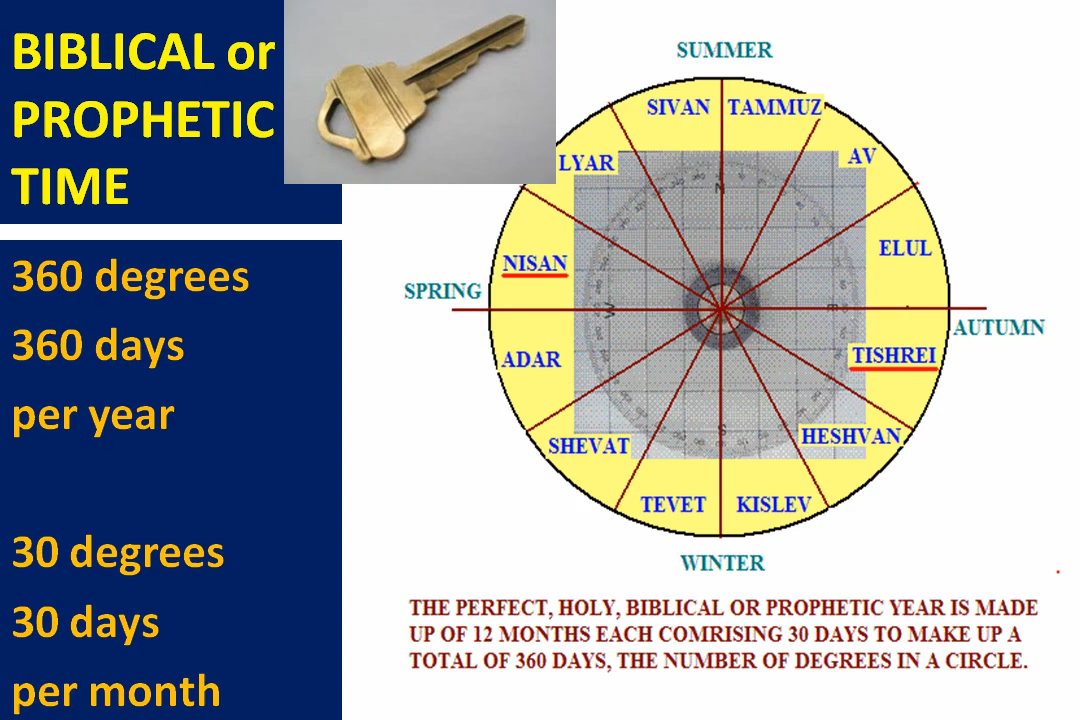 BIBLICAL or
PROPHETIC
TIME
360 degrees
360 days
per year
30 degrees
30 days
per month
SUMMER
SIVAN
TAMMUZ
LYAR
AV
NISAN
ELUL
SPRING
AUTUMN
ADAR
TISHREI
SHEVAT
HESHVAN
TEVET
KISLEV
WINTER
N
W
E
S
THE PERFECT, HOLY, BIBLICAL OR PROPHETIC YEAR IS MADE
UP OF 12 MONTHS EACH COMRISING 30 DAYS TO MAKE UP A
TOTAL OF 360 DAYS, THE NUMBER OF DEGREES IN A CIRCLE.